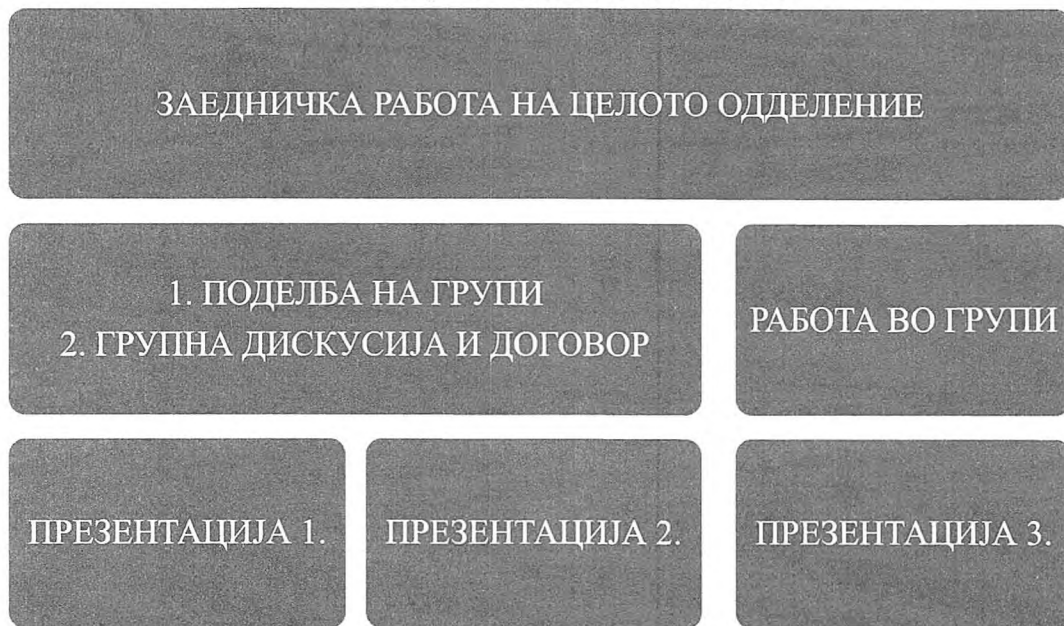 ЗАЕДНИЧКА РАБОТА НА ЦЕЛОТО ОДДЕЛЕНИЕ
1. ПОДЕЛБА НА ГРУПИ
2. ГРУПНА ДИСКУСИЈА И ДОГОВОР
РАБОТА ВО ГРУПИ
ПРЕЗЕНТАЦИЈА 1.
ПРЕЗЕНТАЦИЈА 2.
ПРЕЗЕНТАЦИЈА 3.